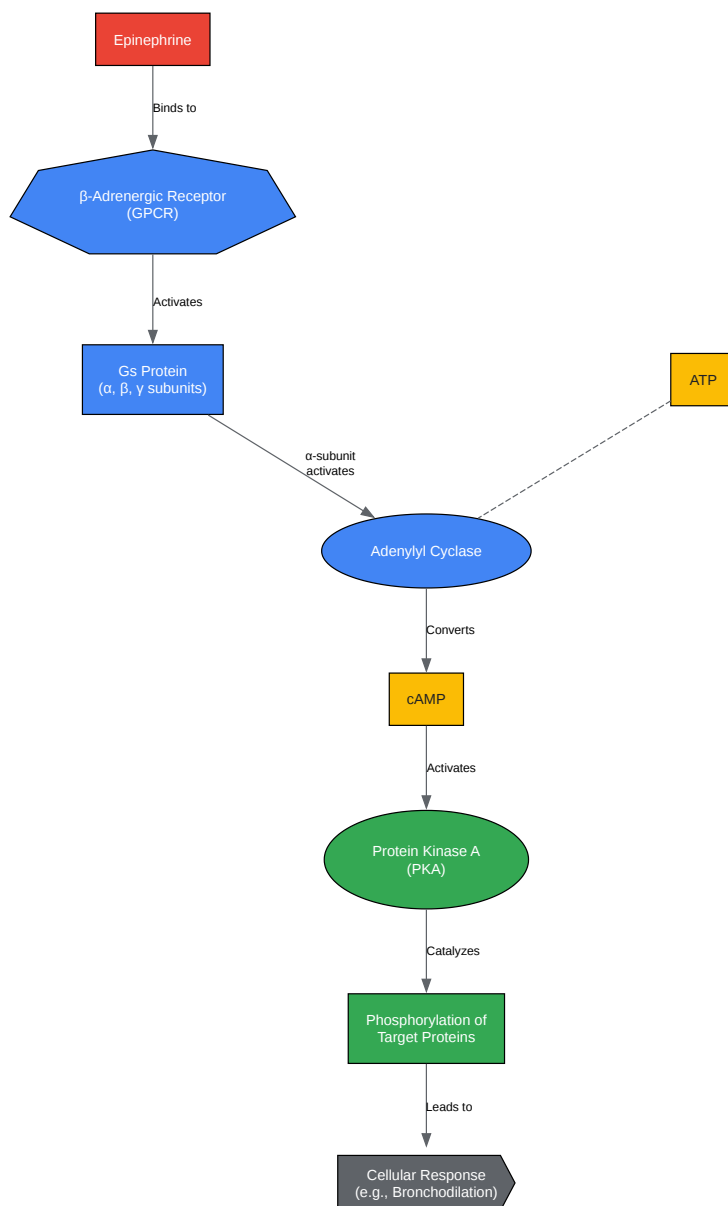 Epinephrine
Binds to
β-Adrenergic Receptor
(GPCR)
Activates
Gs Protein
(α, β, γ subunits)
ATP
α-subunit
activates
Adenylyl Cyclase
Converts
cAMP
Activates
Protein Kinase A
(PKA)
Catalyzes
Phosphorylation of
Target Proteins
Leads to
Cellular Response
(e.g., Bronchodilation)